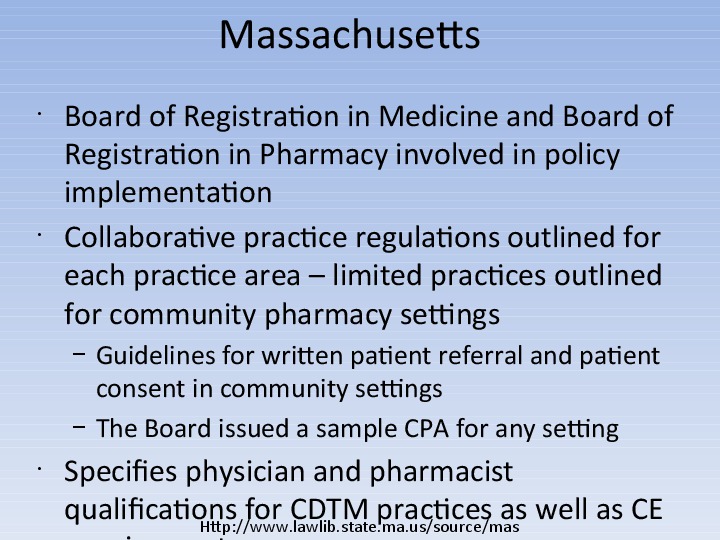 Massachusetts
· Board of Registration in Medicine and Board of
Registration in Pharmacy involved in policy
implementation
· Collaborative practice regulations outlined for
each practice area – limited practices outlined
for community pharmacy settings
– Guidelines for written patient referral and patient
consent in community settings
– The Board issued a sample CPA for any setting
· Specifies physician and pharmacist
qualifications for CDTM practices as well as CE
Http://www.lawlib.state.ma.us/source/mas